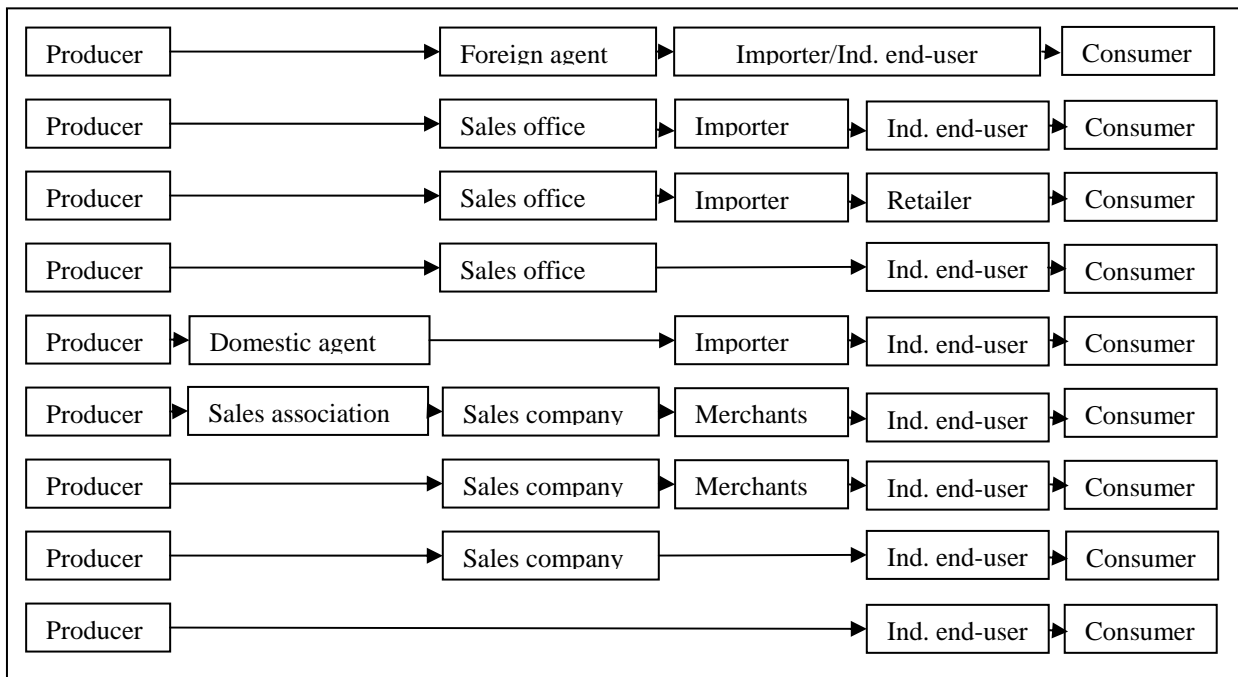 Producer Foreign agent Importer/Ind. end-user Consumer
Producer Sales office Importer Ind. end-user Consumer
Producer Sales office Importer Retailer Consumer
Producer Sales office Ind. end-user Consumer
Producer Domestic agent Importer Ind. end-user Consumer
Producer Sales association Sales company Merchants Ind. end-user Consumer
Producer Sales company Merchants Ind. end-user Consumer
Producer Sales company Ind. end-user Consumer
Producer Ind. end-user Consumer